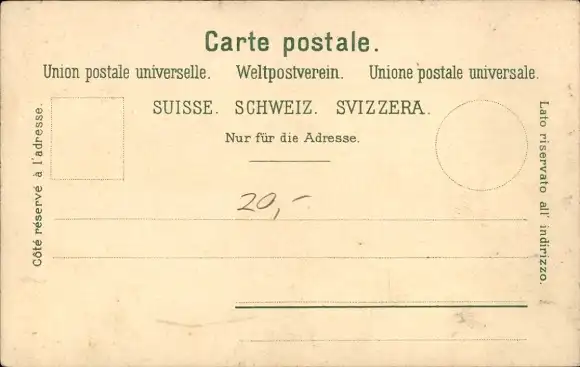 Carte postale.
Union postale universelle. Weltpostverein. Unione postale universale.
SUISSE. SCHWEIZ. SVIZZERA.
Nur für die Adresse.
Côté réservé à l'adresse.
Lato riservato all' indirizzo.
20,-